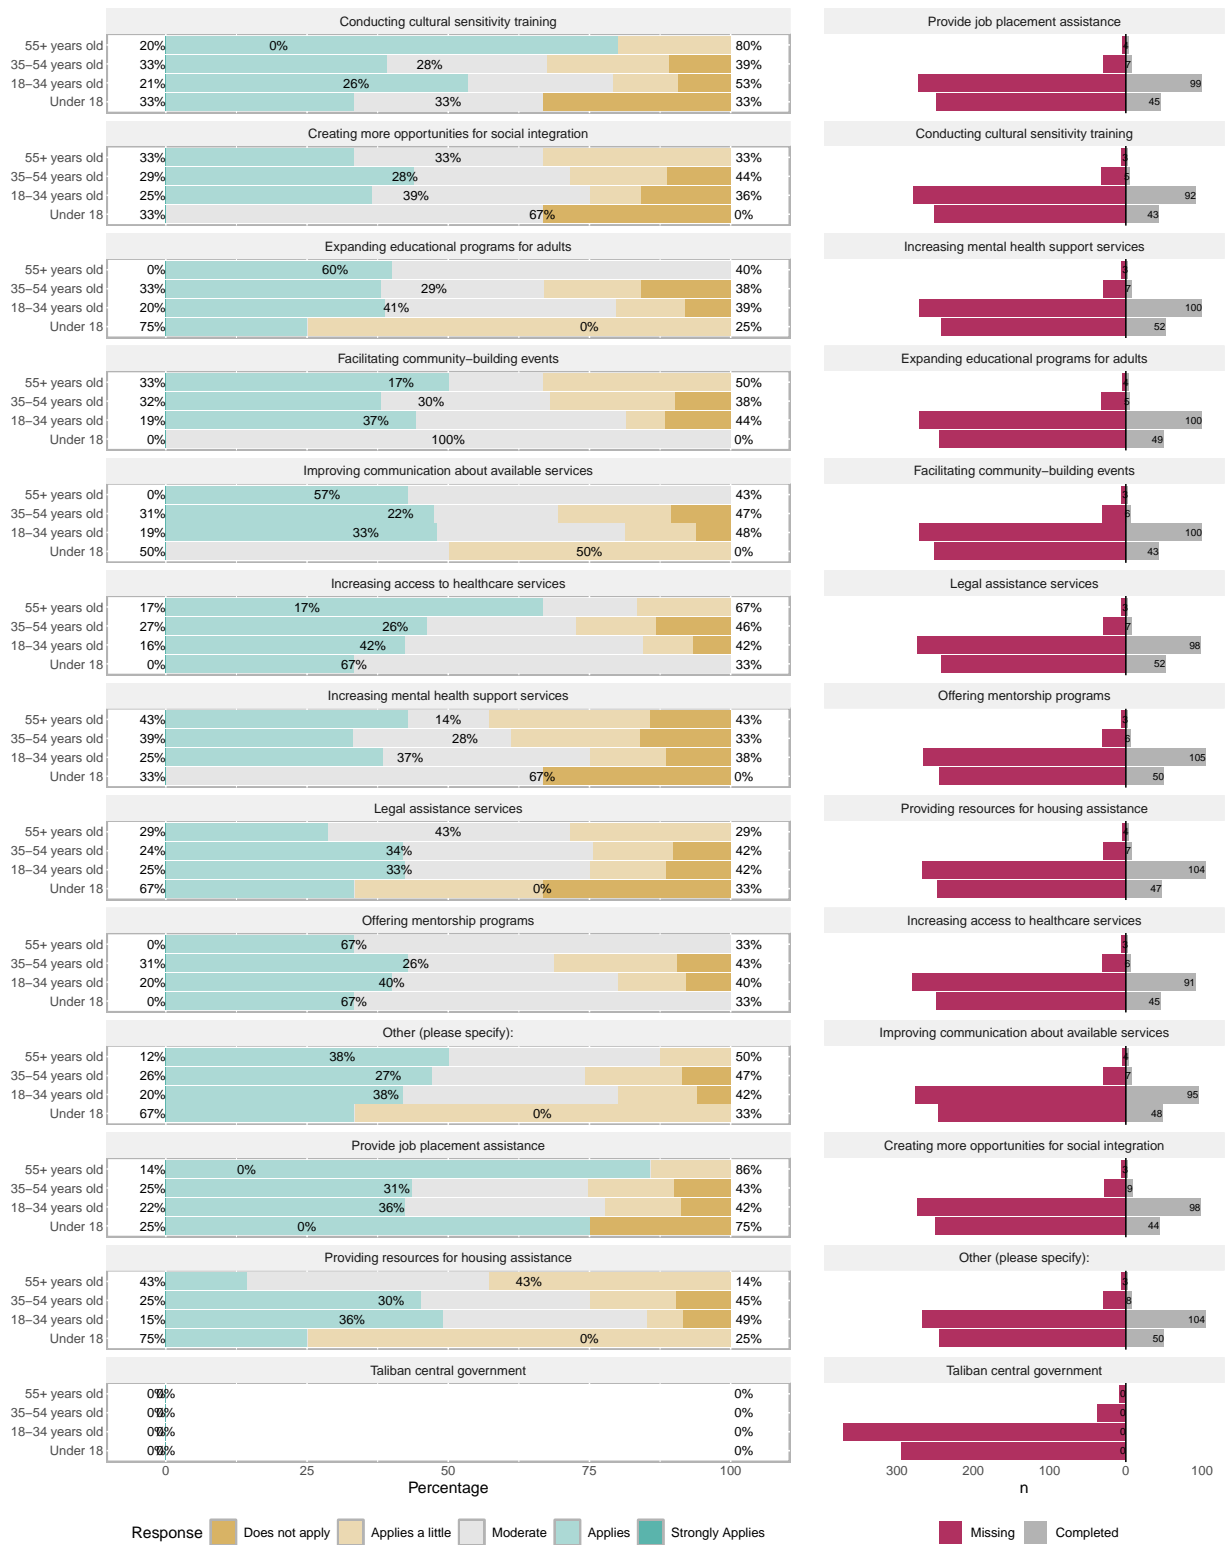 Conducting cultural sensitivity training
55+ years old 20% 0% 80%
35–54 years old 33% 28% 39%
18–34 years old 21% 26% 53%
Under 18 33% 33% 33%
Creating more opportunities for social integration
55+ years old 33% 33% 33%
35–54 years old 29% 28% 44%
18–34 years old 25% 39% 36%
Under 18 33% 67% 0%
Expanding educational programs for adults
55+ years old 0% 60% 40%
35–54 years old 33% 29% 38%
18–34 years old 20% 41% 39%
Under 18 75% 0% 25%
Facilitating community–building events
55+ years old 33% 17% 50%
35–54 years old 32% 30% 38%
18–34 years old 19% 37% 44%
Under 18 0% 100% 0%
Improving communication about available services
55+ years old 0% 57% 43%
35–54 years old 31% 22% 47%
18–34 years old 19% 33% 48%
Under 18 50% 50% 0%
Increasing access to healthcare services
55+ years old 17% 17% 67%
35–54 years old 27% 26% 46%
18–34 years old 16% 42% 42%
Under 18 0% 67% 33%
Increasing mental health support services
55+ years old 43% 14% 43%
35–54 years old 39% 28% 33%
18–34 years old 25% 37% 38%
Under 18 33% 67% 0%
Legal assistance services
55+ years old 29% 43% 29%
35–54 years old 24% 34% 42%
18–34 years old 25% 33% 42%
Under 18 67% 0% 33%
Offering mentorship programs
55+ years old 0% 67% 33%
35–54 years old 31% 26% 43%
18–34 years old 20% 40% 40%
Under 18 0% 67% 33%
Other (please specify):
55+ years old 12% 38% 50%
35–54 years old 26% 27% 47%
18–34 years old 20% 38% 42%
Under 18 67% 0% 33%
Provide job placement assistance
55+ years old 14% 0% 86%
35–54 years old 25% 31% 43%
18–34 years old 22% 36% 42%
Under 18 25% 0% 75%
Providing resources for housing assistance
55+ years old 43% 43% 14%
35–54 years old 25% 30% 45%
18–34 years old 15% 36% 49%
Under 18 75% 0% 25%
Taliban central government
55+ years old 0% 0% 0%
35–54 years old 0% 0% 0%
18–34 years old 0% 0% 0%
Under 18 0% 0% 0%
0 25 50 75 100
Percentage
Response Does not apply Applies a little Moderate Applies Strongly Applies
Provide job placement assistance
4
7
99
45
Conducting cultural sensitivity training
3
5
92
43
Increasing mental health support services
3
7
100
52
Expanding educational programs for adults
4
5
100
49
Facilitating community–building events
3
6
100
43
Legal assistance services
3
7
98
52
Offering mentorship programs
3
6
105
50
Providing resources for housing assistance
4
7
104
47
Increasing access to healthcare services
3
6
91
45
Improving communication about available services
4
7
95
48
Creating more opportunities for social integration
3
9
98
44
Other (please specify):
3
8
104
50
Taliban central government
0
0
0
0
300 200 100 0 100
n
Missing Completed